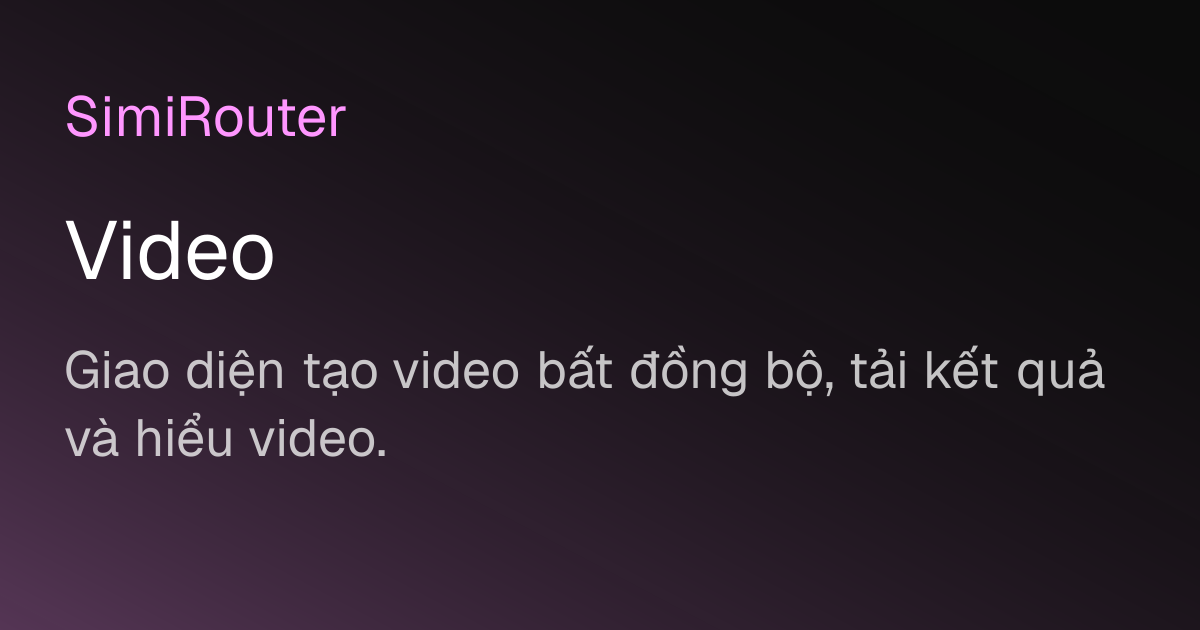 SimiRouter
Video
Giao diện tạo video bất đồng bộ, tải kết quả
và hiểu video.